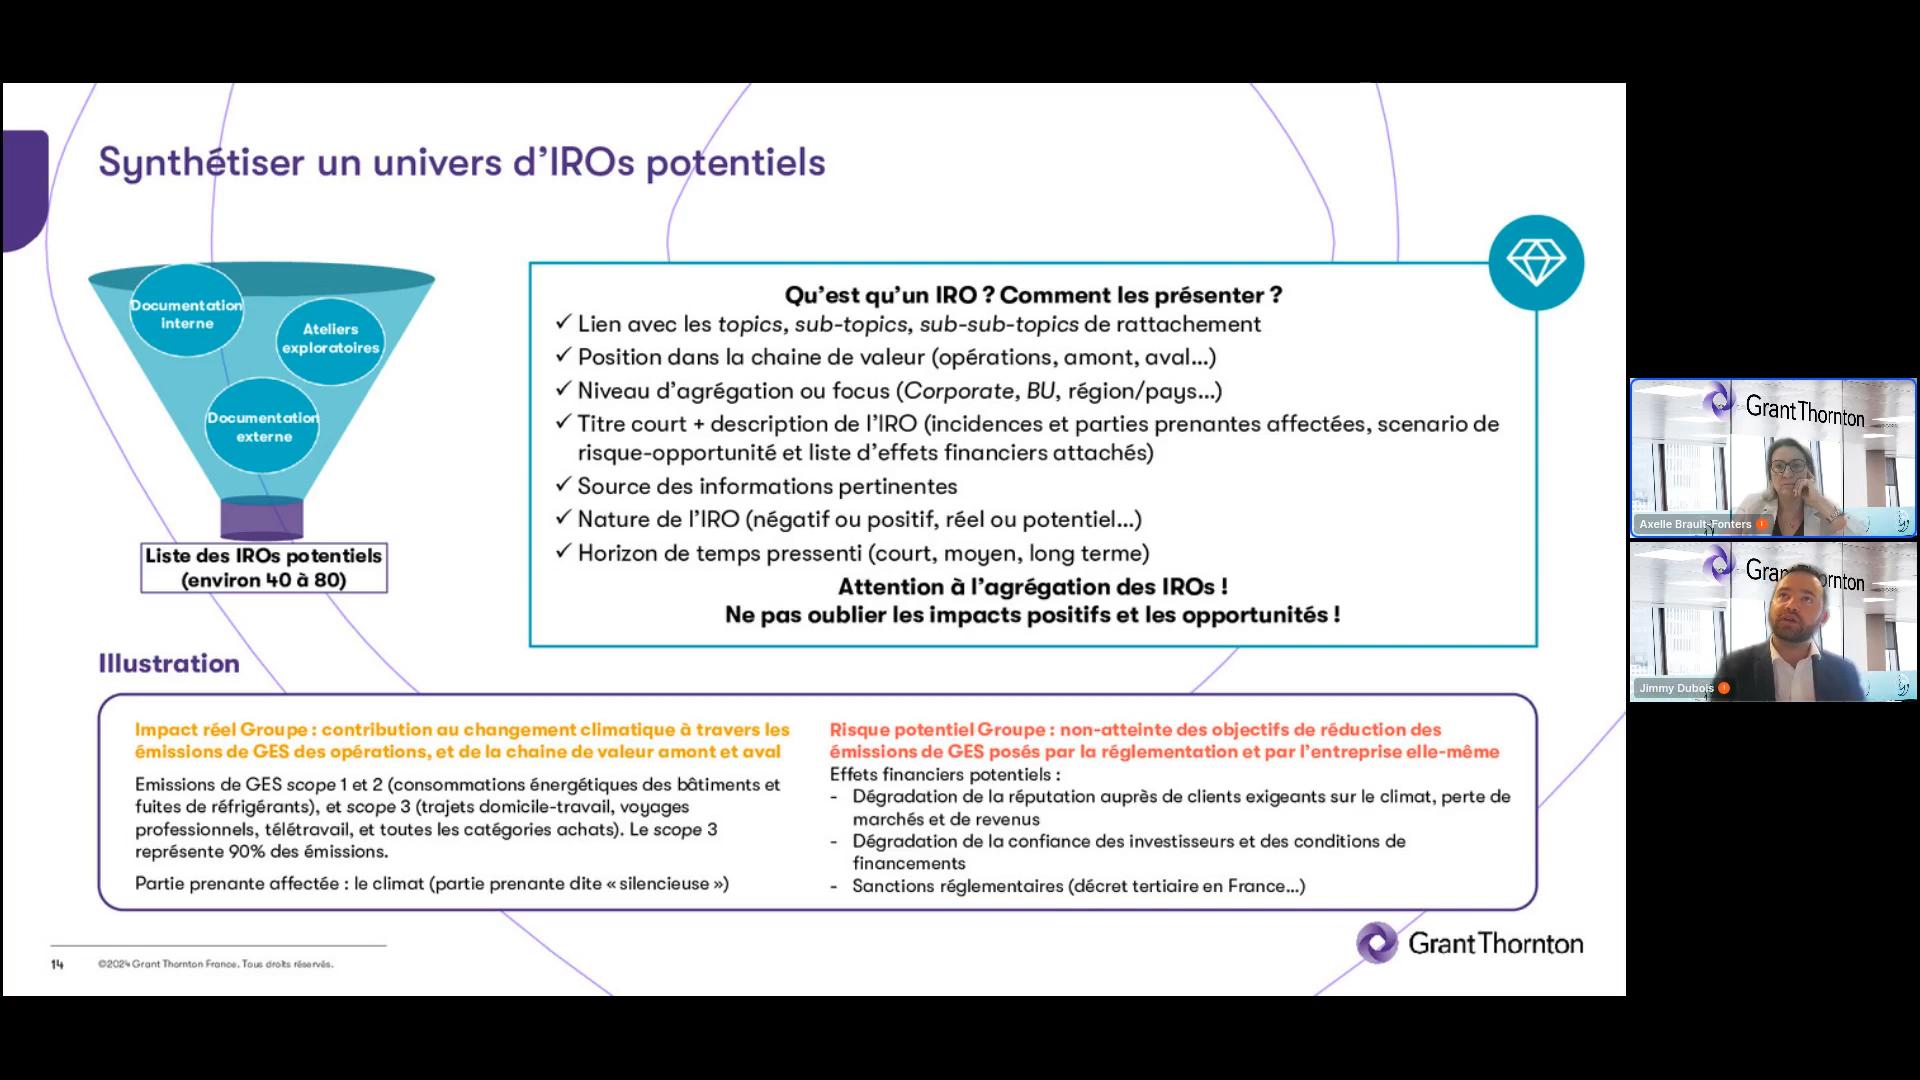 Synthétiser un univers d’IROs potentiels
Documentation
interne
Ateliers
exploratoires
Documentation
externe
Liste des IROs potentiels
(environ 40 à 80)
Qu’est qu’un IRO ? Comment les présenter ?
✓ Lien avec les topics, sub-topics, sub-sub-topics de rattachement
✓ Position dans la chaine de valeur (opérations, amont, aval...)
✓ Niveau d’agrégation ou focus (Corporate, BU, région/pays...)
✓ Titre court + description de l’IRO (incidences et parties prenantes affectées, scenario de
risque-opportunité et liste d’effets financiers attachés)
✓ Source des informations pertinentes
✓ Nature de l’IRO (négatif ou positif, réel ou potentiel...)
✓ Horizon de temps pressenti (court, moyen, long terme)
Attention à l’agrégation des IROs !
Ne pas oublier les impacts positifs et les opportunités !
Illustration
Impact réel Groupe : contribution au changement climatique à travers les
émissions de GES des opérations, et de la chaine de valeur amont et aval
Emissions de GES scope 1 et 2 (consommations énergétiques des bâtiments et
fuites de réfrigérants), et scope 3 (trajets domicile-travail, voyages
professionnels, télétravail, et toutes les catégories achats). Le scope 3
représente 90% des émissions.
Partie prenante affectée : le climat (partie prenante dite « silencieuse »)
Risque potentiel Groupe : non-atteinte des objectifs de réduction des
émissions de GES posés par la réglementation et par l’entreprise elle-même
Effets financiers potentiels :
- Dégradation de la réputation auprès de clients exigeants sur le climat, perte de
marchés et de revenus
- Dégradation de la confiance des investisseurs et des conditions de
financements
- Sanctions réglementaires (décret tertiaire en France...)
14
©2024 Grant Thornton France. Tous droits réservés.
Grant Thornton
Grant Thornton
Axelle Brault-Fonters
Grant Thornton
Jimmy Dubois